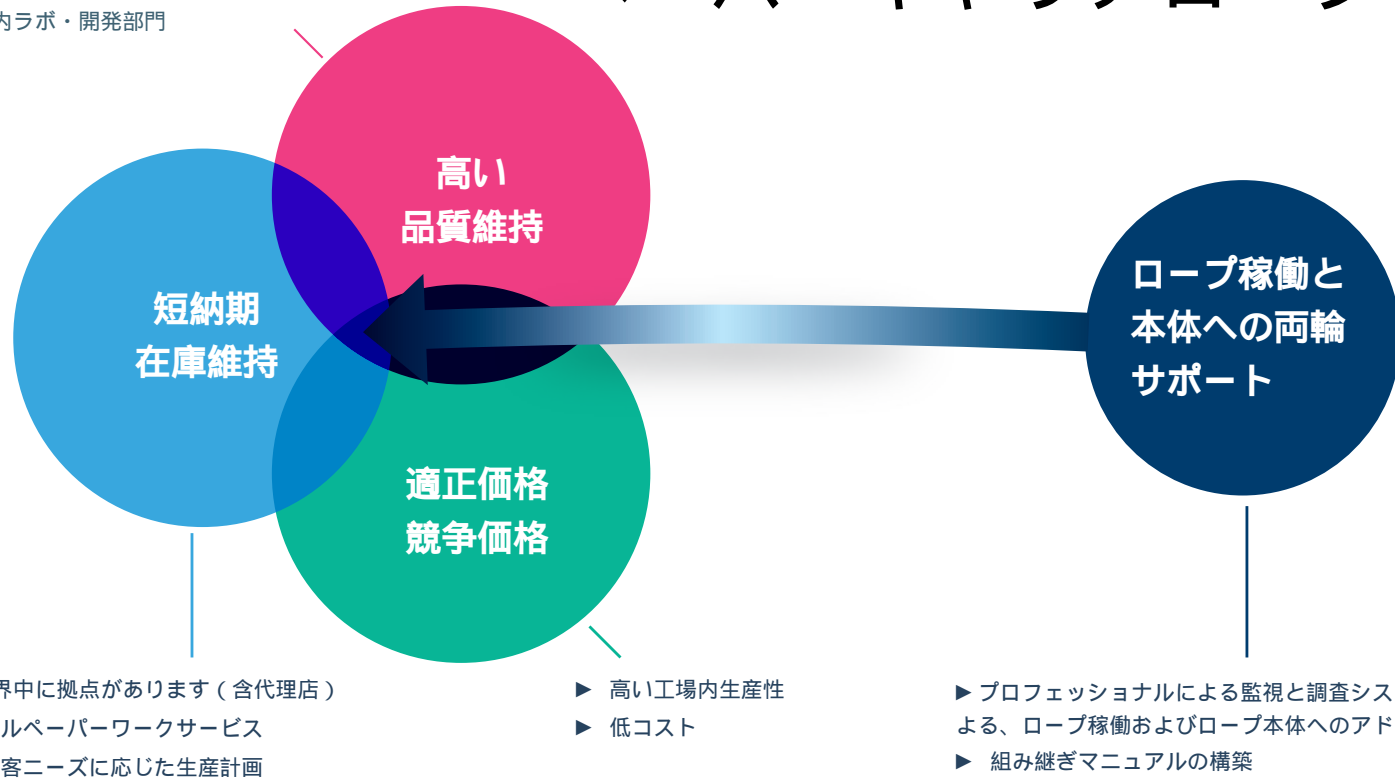 内ラボ・開発部門
高い
品質維持
短納期
在庫維持
適正価格
競争価格
ロープ稼働と
本体への両輪
サポート
界中に拠点があります（含代理店）
ルペーパーワークサービス
客ニーズに応じた生産計画
► 高い工場内生産性
► 低コスト
►プロフェッショナルによる監視と調査シス
よる、ロープ稼働およびロープ本体へのアド
► 組み継ぎマニュアルの構築